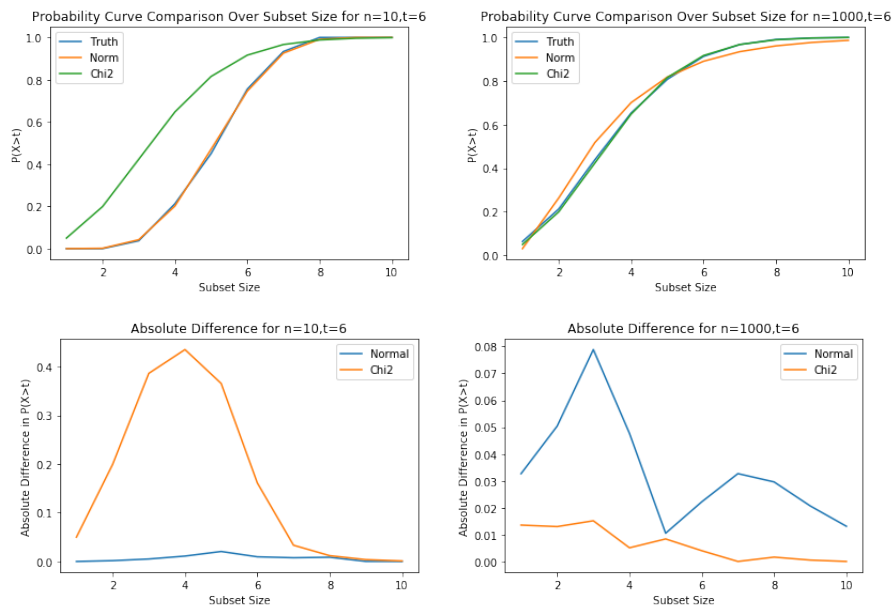 Probability Curve Comparison Over Subset Size for n=10,t=6
1.0
0.8
0.6
0.4
0.2
0.0
P(X>t)
Truth
Norm
Chi2
2
4
6
8
10
Subset Size
Probability Curve Comparison Over Subset Size for n=1000,t=6
1.0
0.8
0.6
0.4
0.2
0.0
P(X>t)
Truth
Norm
Chi2
2
4
6
8
10
Subset Size
Absolute Difference for n=10,t=6
0.4
0.3
0.2
0.1
0.0
Absolute Difference in P(X>t)
Normal
Chi2
2
4
6
8
10
Subset Size
Absolute Difference for n=1000,t=6
0.08
0.07
0.06
0.05
0.04
0.03
0.02
0.01
0.00
Absolute Difference in P(X>t)
Normal
Chi2
2
4
6
8
10
Subset Size